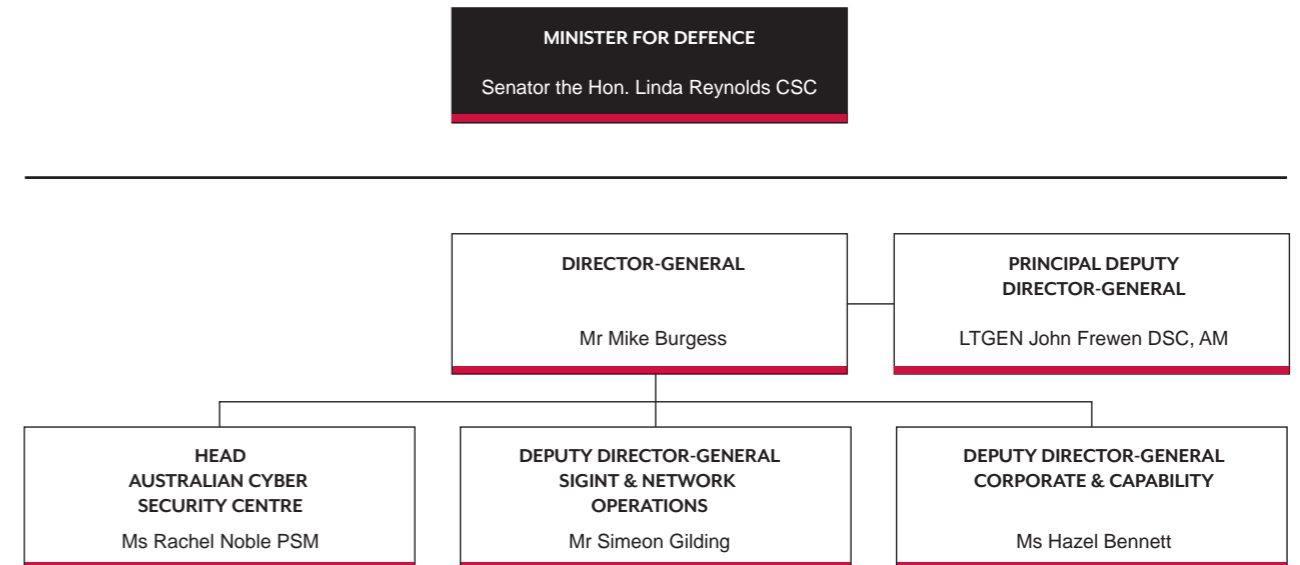 MINISTER FOR DEFENCE
Senator the Hon. Linda Reynolds CSC
DIRECTOR-GENERAL
Mr Mike Burgess
PRINCIPAL DEPUTY
DIRECTOR-GENERAL
LTGEN John Frewen DSC, AM
HEAD
AUSTRALIAN CYBER
SECURITY CENTRE
Ms Rachel Noble PSM
DEPUTY DIRECTOR-GENERAL
SIGINT & NETWORK
OPERATIONS
Mr Simeon Gilding
DEPUTY DIRECTOR-GENERAL
CORPORATE & CAPABILITY
Ms Hazel Bennett